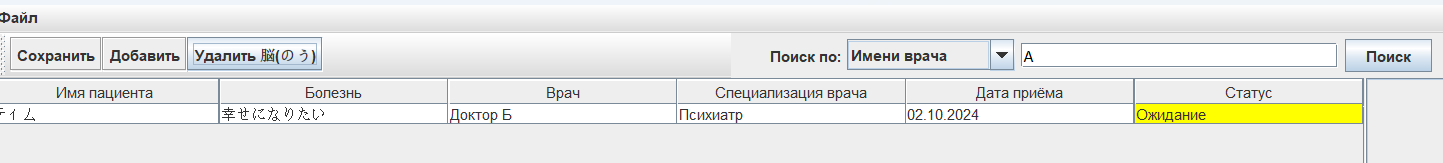 Файл
Сохранить Добавить Удалить 脳(のう) Поиск по: Имени врача A Поиск
Имя пациента Болезнь Врач Специализация врача Дата приёма Статус
ティム 幸せになりたい Доктор Б Психиатр 02.10.2024 Ожидание